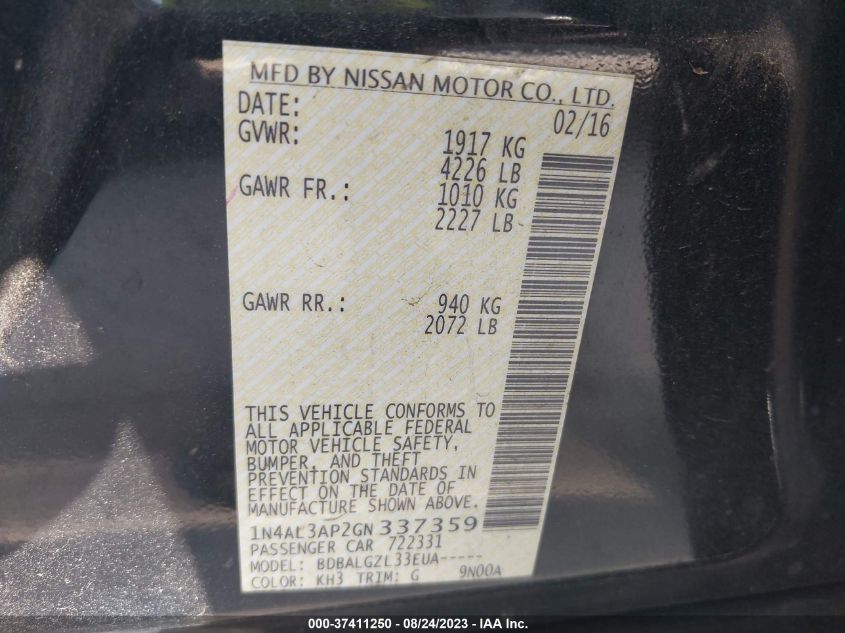 MFD BY NISSAN MOTOR CO., LTD.
DATE: 02/16
GVWR: 1917 KG
4226 LB
GAWR FR.: 1010 KG
2227 LB
GAWR RR.: 940 KG
2072 LB
THIS VEHICLE CONFORMS TO
ALL APPLICABLE FEDERAL
MOTOR VEHICLE SAFETY,
BUMPER, AND THEFT
PREVENTION STANDARDS IN
EFFECT ON THE DATE OF
MANUFACTURE SHOWN ABOVE.
1N4AL3AP2GN337359
PASSENGER CAR 722331
MODEL: BDBALGZL33EUA-----
COLOR: KH3 TRIM: G 9N00A
000-37411250 - 08/24/2023 - IAA Inc.